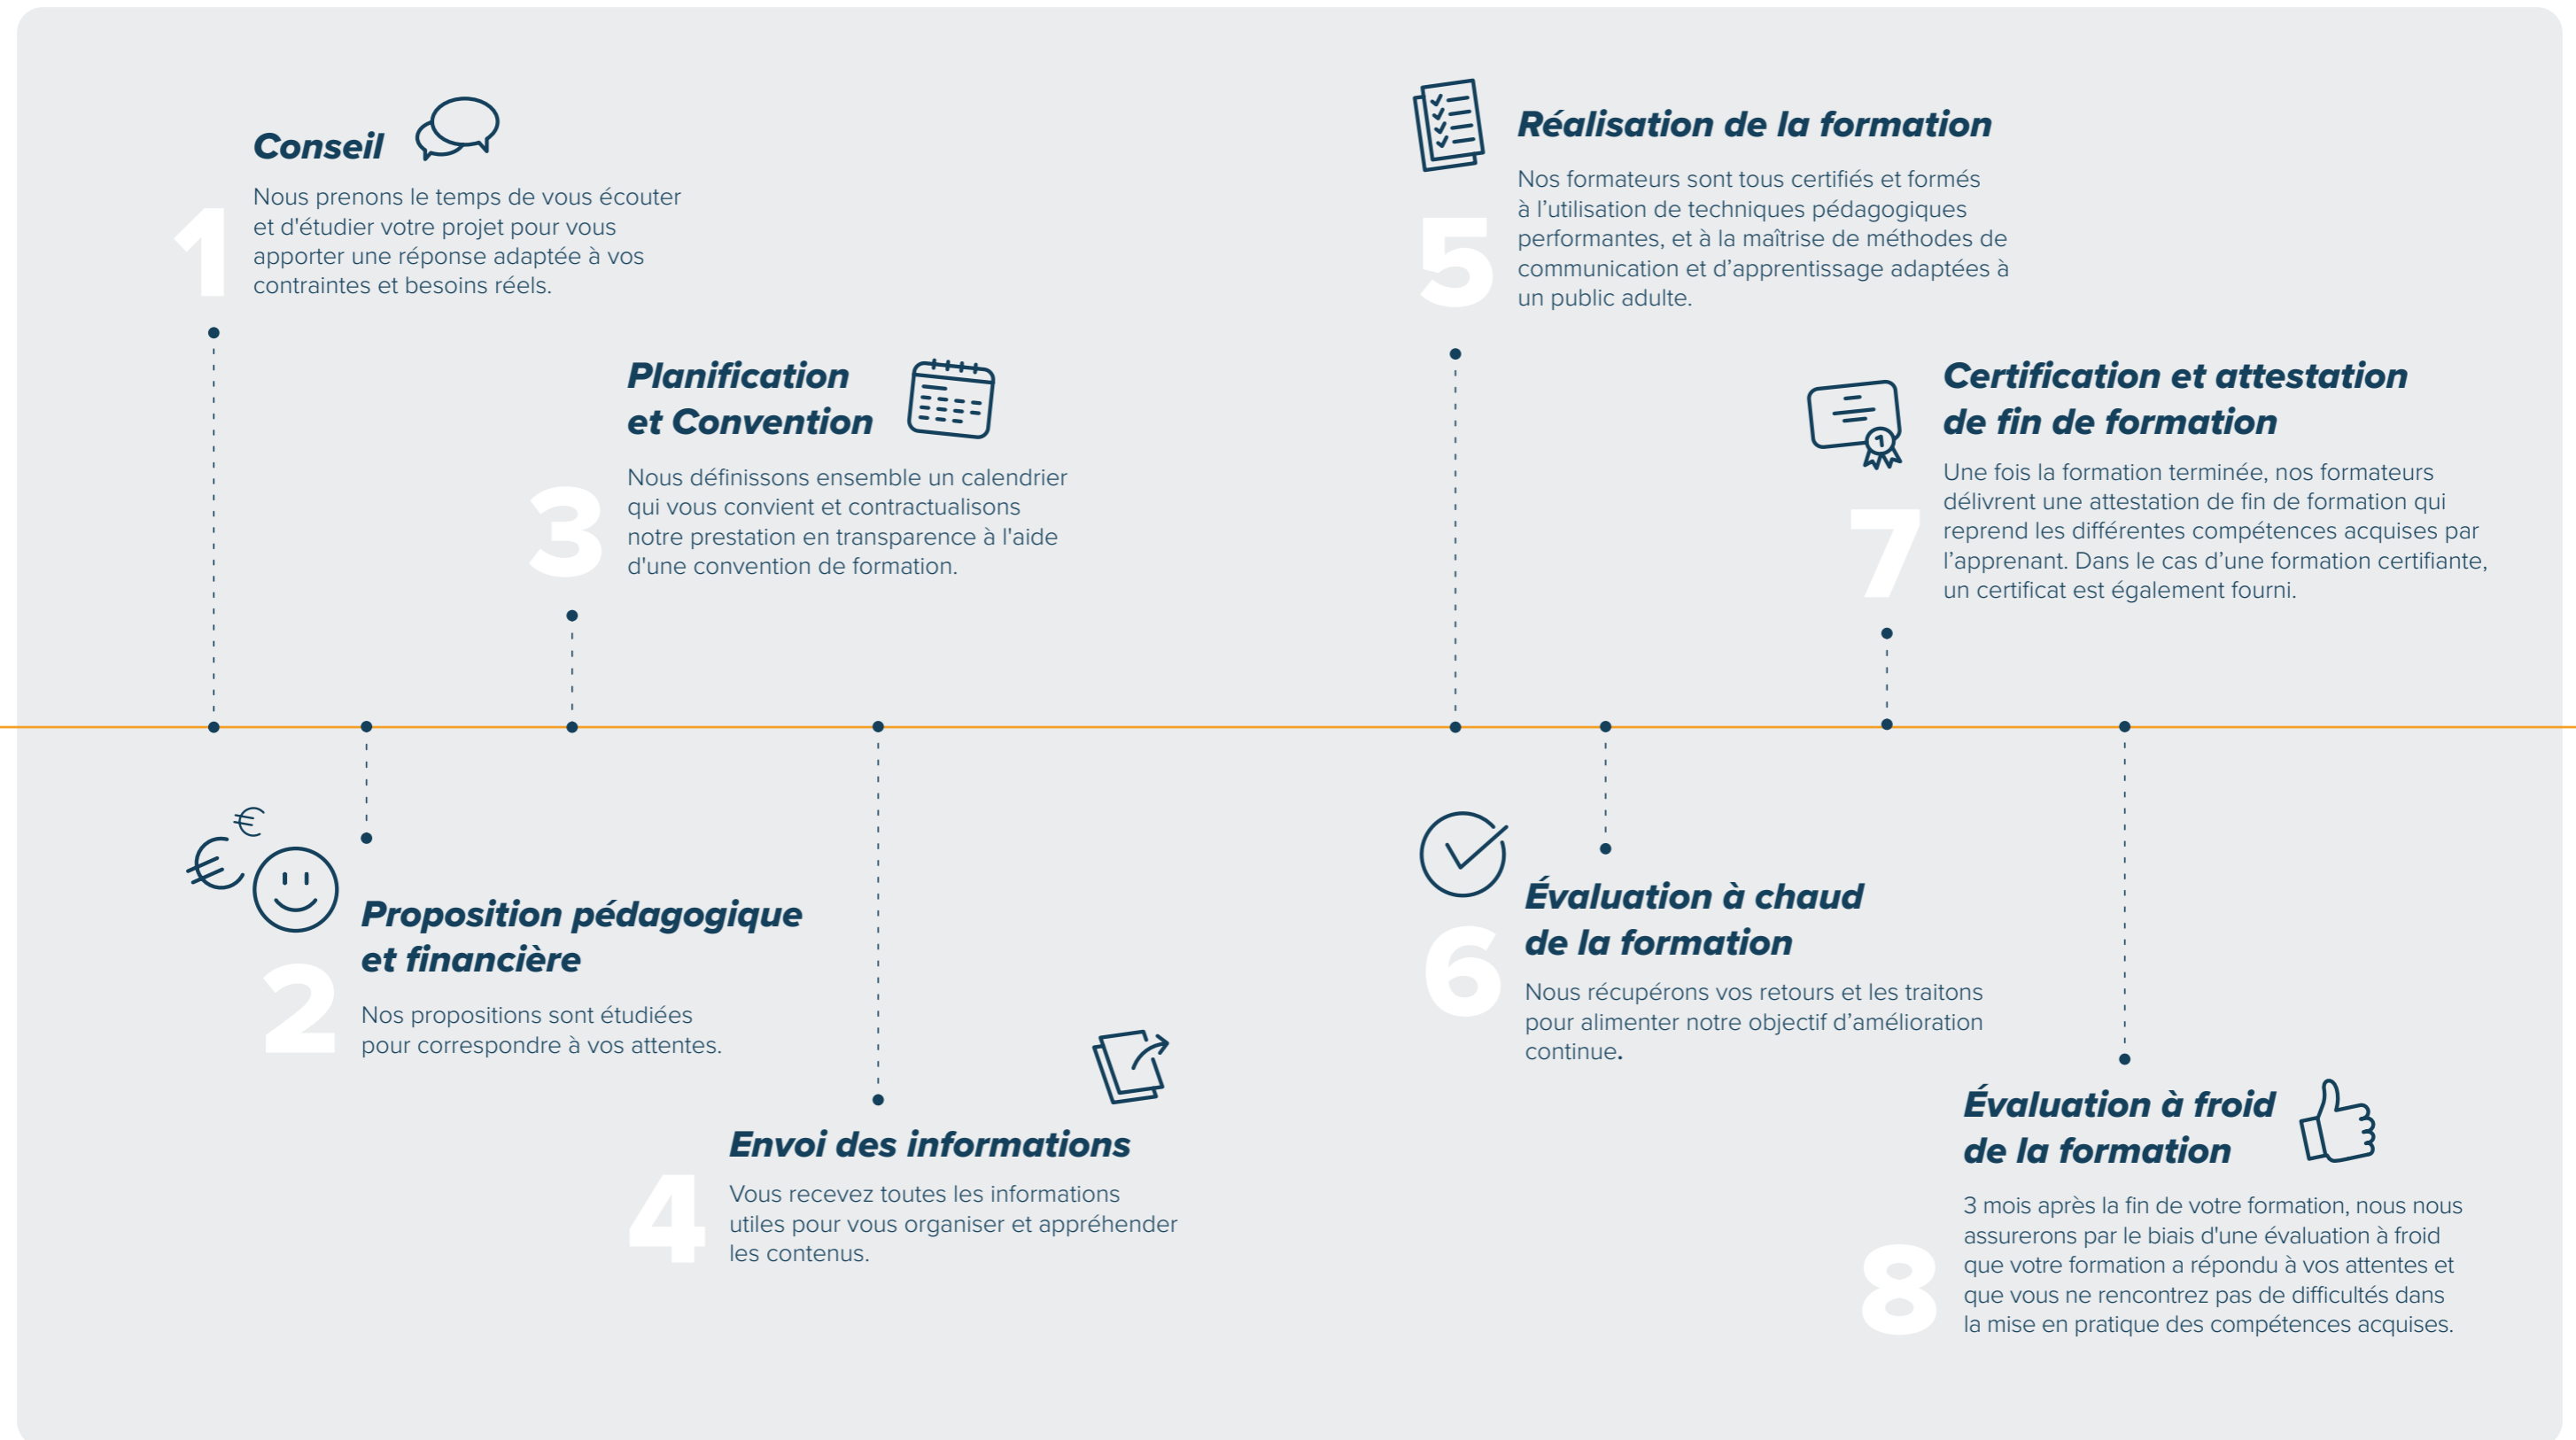 1
Conseil
Nous prenons le temps de vous écouter
et d'étudier votre projet pour vous
apporter une réponse adaptée à vos
contraintes et besoins réels.
2
€
€
Proposition pédagogique
et financière
Nos propositions sont étudiées
pour correspondre à vos attentes.
3
Planification
et Convention
Nous définissons ensemble un calendrier
qui vous convient et contractualisons
notre prestation en transparence à l'aide
d'une convention de formation.
4
Envoi des informations
Vous recevez toutes les informations
utiles pour vous organiser et appréhender
les contenus.
5
Réalisation de la formation
Nos formateurs sont tous certifiés et formés
à l’utilisation de techniques pédagogiques
performantes, et à la maîtrise de méthodes de
communication et d’apprentissage adaptées à
un public adulte.
6
Évaluation à chaud
de la formation
Nous récupérons vos retours et les traitons
pour alimenter notre objectif d’amélioration
continue.
7
1
Certification et attestation
de fin de formation
Une fois la formation terminée, nos formateurs
délivrent une attestation de fin de formation qui
reprend les différentes compétences acquises par
l’apprenant. Dans le cas d’une formation certifiante,
un certificat est également fourni.
8
Évaluation à froid
de la formation
3 mois après la fin de votre formation, nous nous
assurerons par le biais d'une évaluation à froid
que votre formation a répondu à vos attentes et
que vous ne rencontrez pas de difficultés dans
la mise en pratique des compétences acquises.